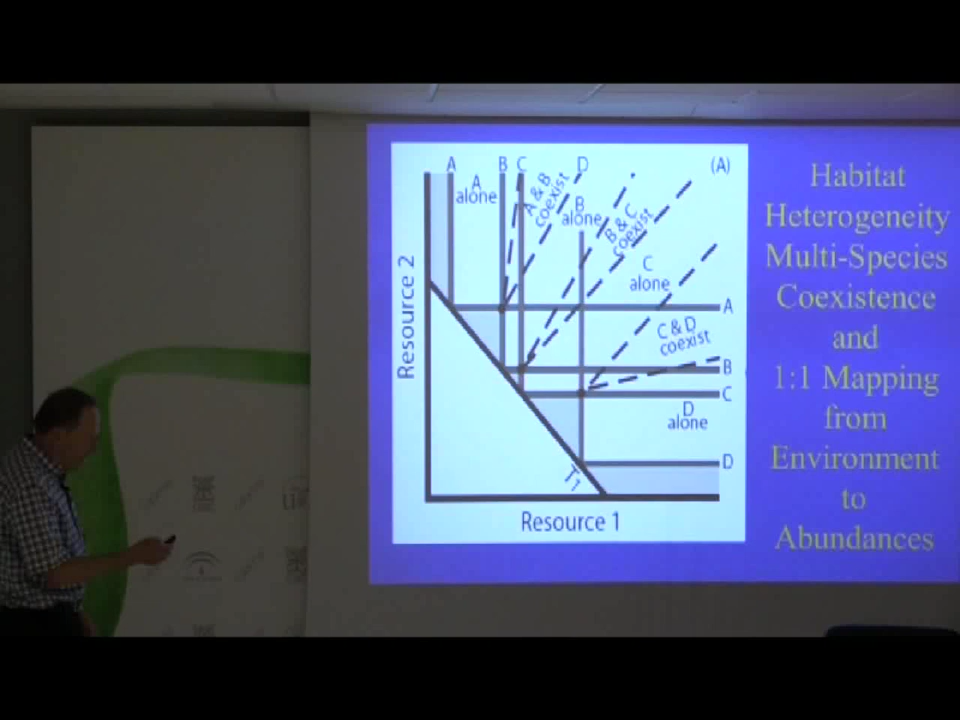 A B C D (A)
A
alone
A & B
coexist
B
alone
B & C
coexist
C
alone
A
C & D
coexist
B
C
D
alone
D
T1
Resource 2
Resource 1
Habitat
Heterogeneity
Multi-Species
Coexistence
and
1:1 Mapping
from
Environment
to
Abundances